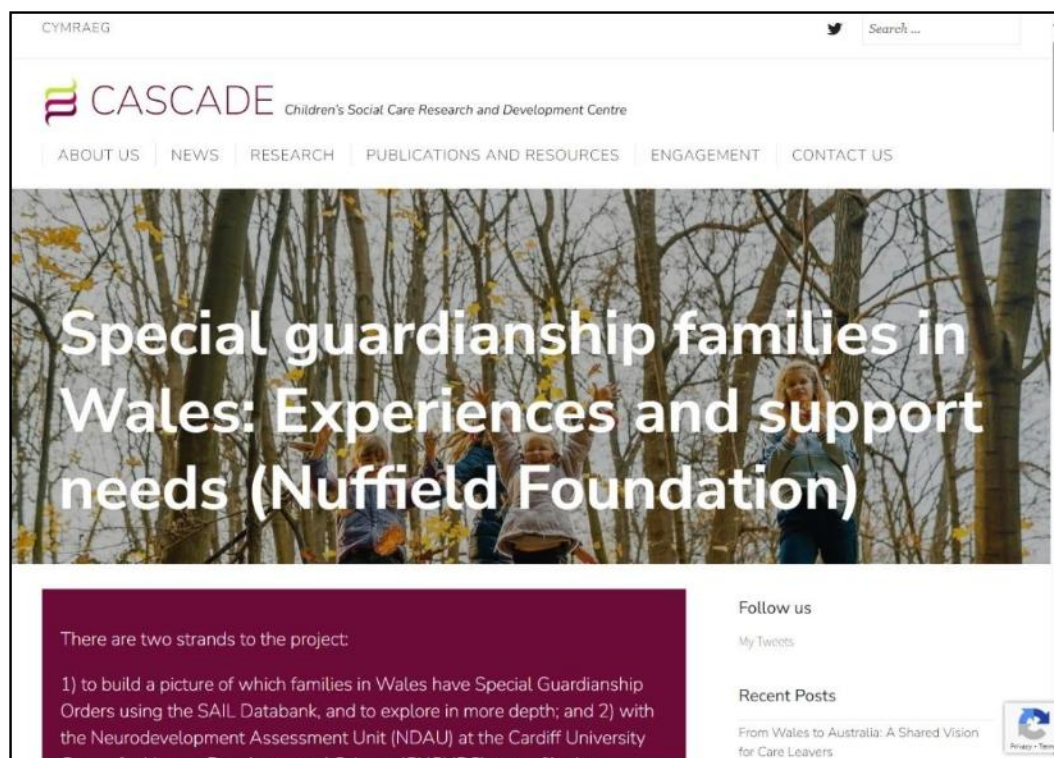 CYMRAEG
Search ...
CASCADE Children's Social Care Research and Development Centre
ABOUT US NEWS RESEARCH PUBLICATIONS AND RESOURCES ENGAGEMENT CONTACT US
Special guardianship families in
Wales: Experiences and support
needs (Nuffield Foundation)
There are two strands to the project:
1) to build a picture of which families in Wales have Special Guardianship
Orders using the SAIL Databank, and to explore in more depth; and 2) with
the Neurodevelopment Assessment Unit (NDAU) at the Cardiff University
Follow us
My Tweets
Recent Posts
From Wales to Australia: A Shared Vision
for Care Leavers
Privacy - Terms